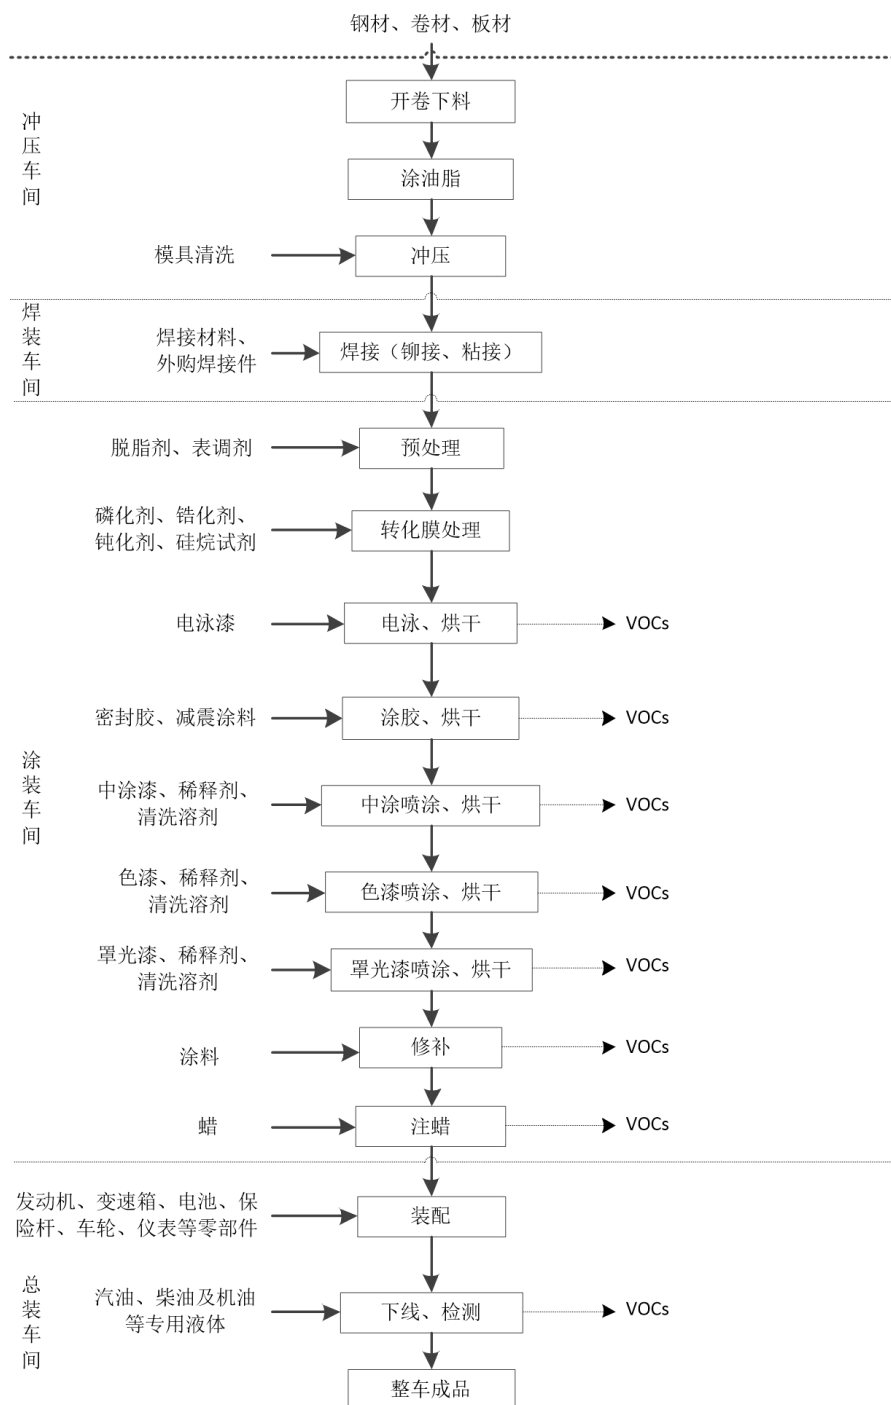 钢材、卷材、板材
冲压车间
开卷下料
涂油脂
模具清洗
冲压
焊装车间
焊接材料、
外购焊接件
焊接（铆接、粘接）
涂装车间
脱脂剂、表调剂
预处理
磷化剂、锆化剂、
钝化剂、硅烷试剂
转化膜处理
电泳漆
电泳、烘干
VOCs
密封胶、减震涂料
涂胶、烘干
VOCs
中涂漆、稀释剂、
清洗溶剂
中涂喷涂、烘干
VOCs
色漆、稀释剂、
清洗溶剂
色漆喷涂、烘干
VOCs
罩光漆、稀释剂、
清洗溶剂
罩光漆喷涂、烘干
VOCs
涂料
修补
VOCs
蜡
注蜡
VOCs
总装车间
发动机、变速箱、电池、保
险杆、车轮、仪表等零部件
装配
汽油、柴油及机油
等专用液体
下线、检测
VOCs
整车成品